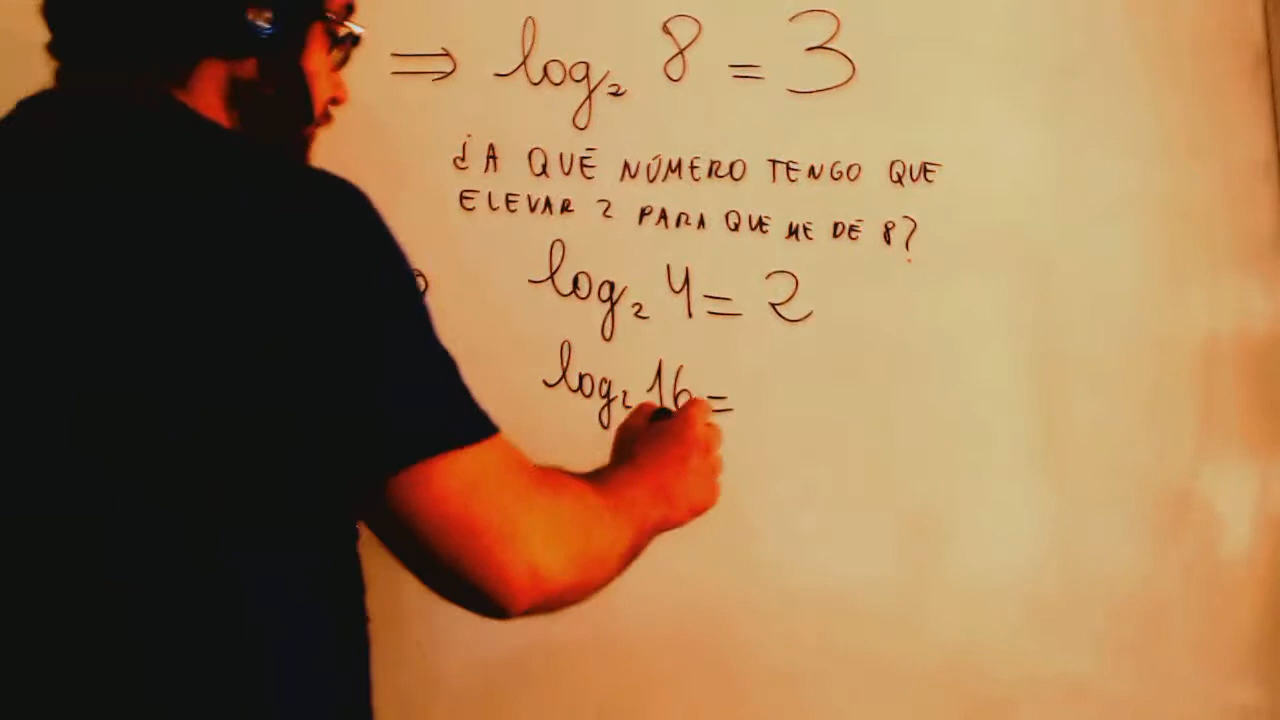 ⇒ log₂ 8 = 3
¿A QUÉ NÚMERO TENGO QUE
ELEVAR 2 PARA QUE ME DÉ 8?
log₂ 4 = 2
log₂ 16 =